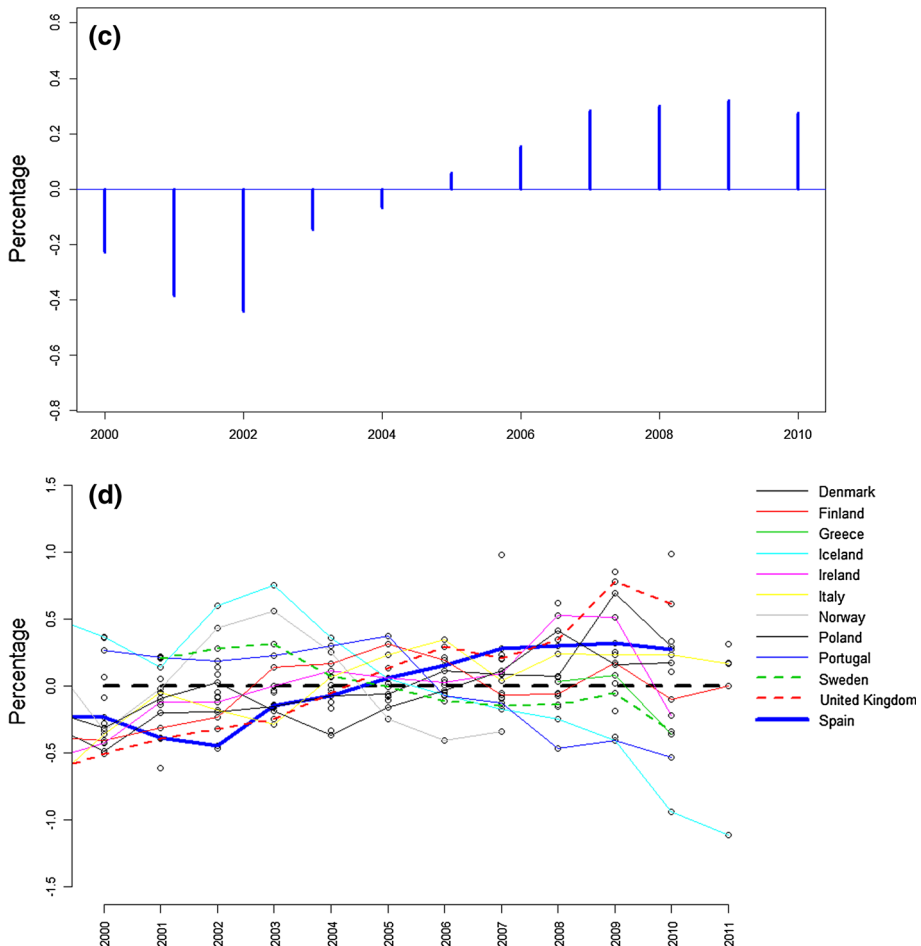 (c)
Percentage
0.6
0.4
0.2
0.0
-0.2
-0.4
-0.6
-0.8
2000
2002
2004
2006
2008
2010
(d)
Percentage
1.5
1.0
0.5
0.0
-0.5
-1.0
-1.5
2000
2001
2002
2003
2004
2005
2006
2007
2008
2009
2010
2011
Denmark
Finland
Greece
Iceland
Ireland
Italy
Norway
Poland
Portugal
Sweden
United Kingdom
Spain